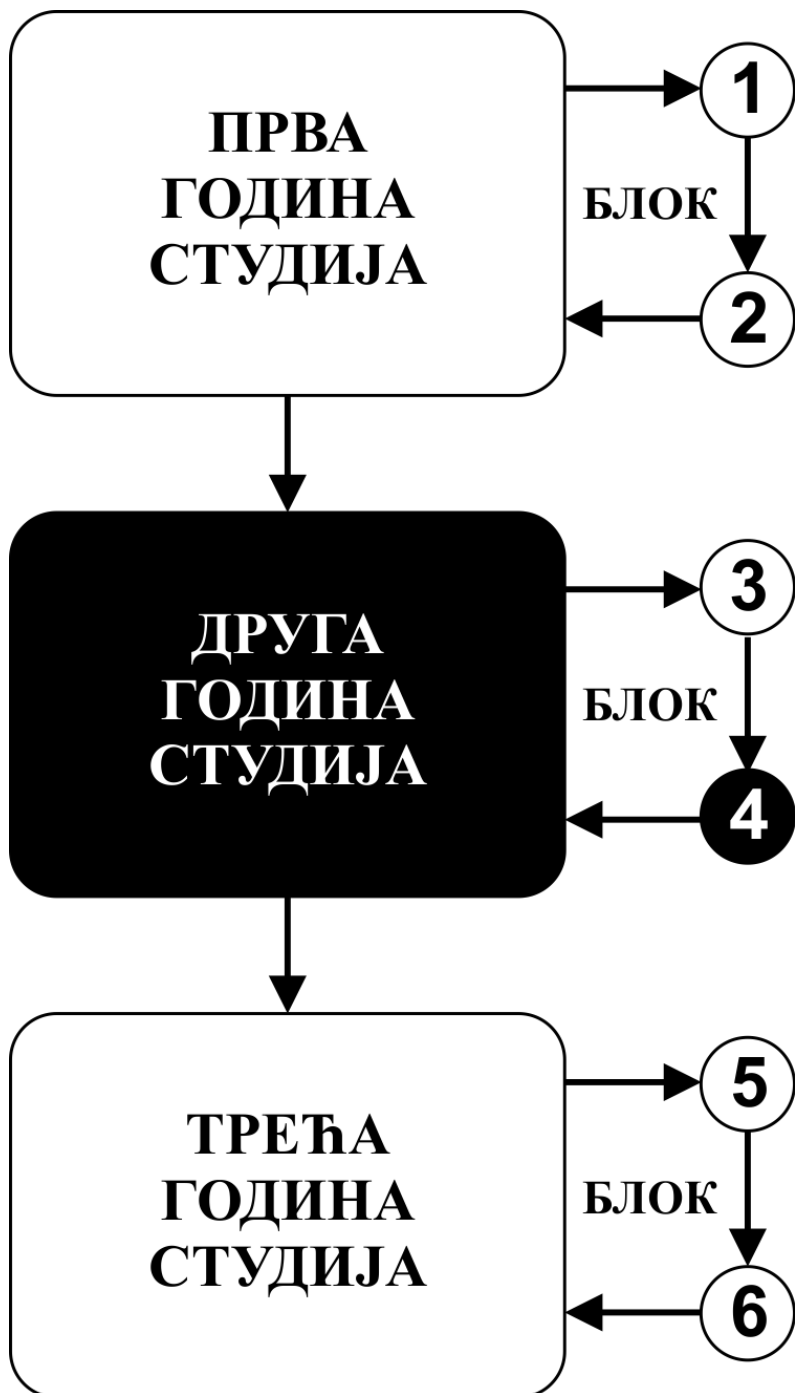 ПРВА
ГОДИНА
СТУДИЈА
1
БЛОК
2
ДРУГА
ГОДИНА
СТУДИЈА
3
БЛОК
4
ТРЕЋА
ГОДИНА
СТУДИЈА
5
БЛОК
6